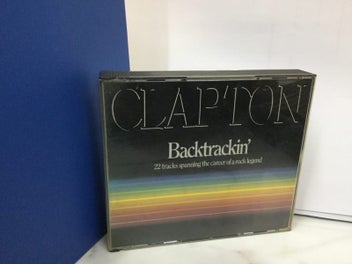 CLAPTON
Backtrackin'
22 tracks spanning the career of a rock legend